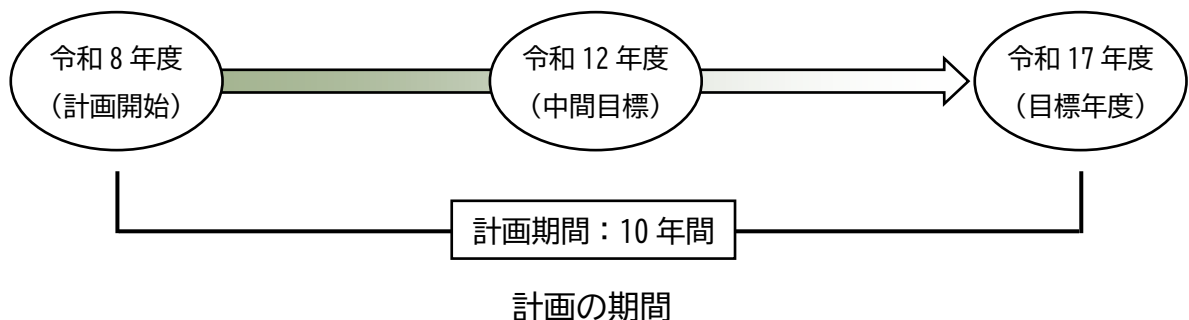 令和 8 年度
（計画開始）
令和 12 年度
（中間目標）
令和 17 年度
（目標年度）
計画期間：10 年間
計画の期間